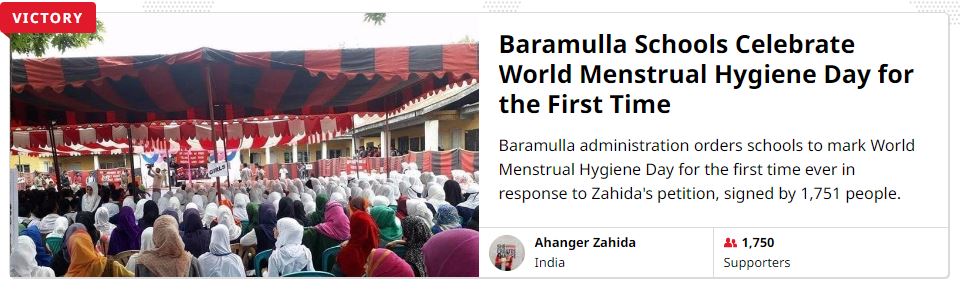 VICTORY
Baramulla Schools Celebrate
World Menstrual Hygiene Day for
the First Time
Baramulla administration orders schools to mark World
Menstrual Hygiene Day for the first time ever in
response to Zahida's petition, signed by 1,751 people.
Ahanger Zahida
India
1,750
Supporters
GIRLS